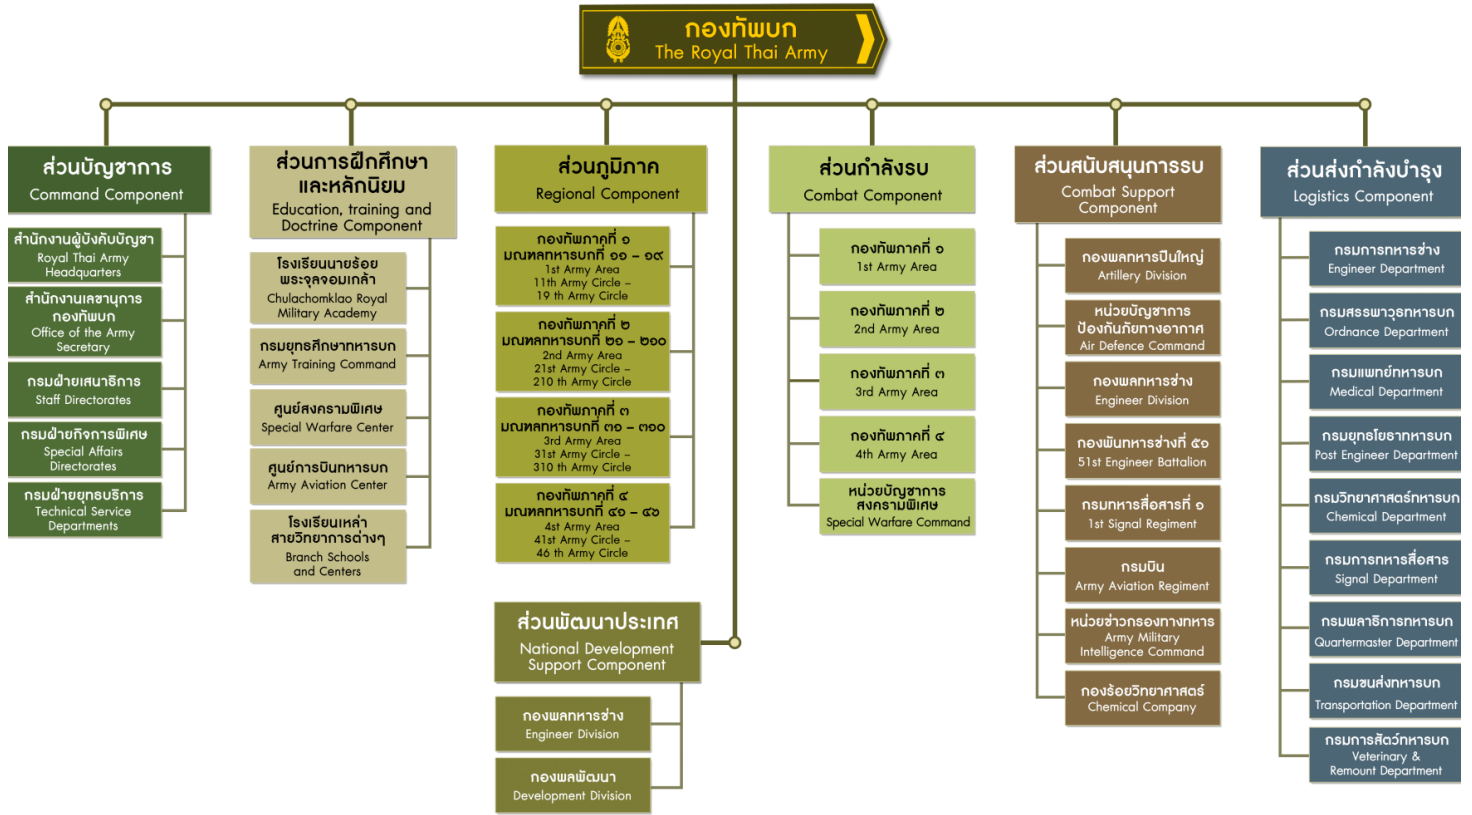 กองทัพบก
The Royal Thai Army
ส่วนบัญชาการ
Command Component
สำนักงานผู้บังคับบัญชา
Royal Thai Army
Headquarters
สำนักงานเลขานุการ
กองทัพบก
Office of the Army
Secretary
กรมฝ่ายเสนาธิการ
Staff Directorates
กรมฝ่ายกิจการพิเศษ
Special Affairs
Directorates
กรมฝ่ายยุทธบริการ
Technical Service
Departments
ส่วนการฝึกศึกษา
และหลักนิยม
Education, training and
Doctrine Component
โรงเรียนนายร้อย
พระจุลจอมเกล้า
Chulachomklao Royal
Military Academy
กรมยุทธศึกษาทหารบก
Army Training Command
ศูนย์สงครามพิเศษ
Special Warfare Center
ศูนย์การบินทหารบก
Army Aviation Center
โรงเรียนเหล่า
สายวิทยาการต่างๆ
Branch Schools
and Centers
ส่วนภูมิภาค
Regional Component
กองทัพภาคที่ ๑
มณฑลทหารบกที่ ๑๑ – ๑๙
1st Army Area
11th Army Circle –
19 th Army Circle
กองทัพภาคที่ ๒
มณฑลทหารบกที่ ๒๑ – ๒๑๐
2nd Army Area
21st Army Circle –
210 th Army Circle
กองทัพภาคที่ ๓
มณฑลทหารบกที่ ๓๑ – ๓๑๐
3rd Army Area
31st Army Circle –
310 th Army Circle
กองทัพภาคที่ ๔
มณฑลทหารบกที่ ๔๑ – ๔๖
4st Army Area
41st Army Circle –
46 th Army Circle
ส่วนพัฒนาประเทศ
National Development
Support Component
กองพลทหารช่าง
Engineer Division
กองพลพัฒนา
Development Division
ส่วนกำลังรบ
Combat Component
กองทัพภาคที่ ๑
1st Army Area
กองทัพภาคที่ ๒
2nd Army Area
กองทัพภาคที่ ๓
3rd Army Area
กองทัพภาคที่ ๔
4th Army Area
หน่วยบัญชาการ
สงครามพิเศษ
Special Warfare Command
ส่วนสนับสนุนการรบ
Combat Support
Component
กองพลทหารปืนใหญ่
Artillery Division
หน่วยบัญชาการ
ป้องกันภัยทางอากาศ
Air Defence Command
กองพลทหารช่าง
Engineer Division
กองพันทหารช่างที่ ๕๑
51st Engineer Battalion
กรมทหารสื่อสารที่ ๑
1st Signal Regiment
กรมบิน
Army Aviation Regiment
หน่วยข่าวกรองทางทหาร
Army Military
Intelligence Command
กองร้อยวิทยาศาสตร์
Chemical Company
ส่วนส่งกำลังบำรุง
Logistics Component
กรมการทหารช่าง
Engineer Department
กรมสรรพาวุธทหารบก
Ordnance Department
กรมแพทย์ทหารบก
Medical Department
กรมยุทธโยธาทหารบก
Post Engineer Department
กรมวิทยาศาสตร์ทหารบก
Chemical Department
กรมการทหารสื่อสาร
Signal Department
กรมพลาธิการทหารบก
Quartermaster Department
กรมขนส่งทหารบก
Transportation Department
กรมการสัตว์ทหารบก
Veterinary &
Remount Department